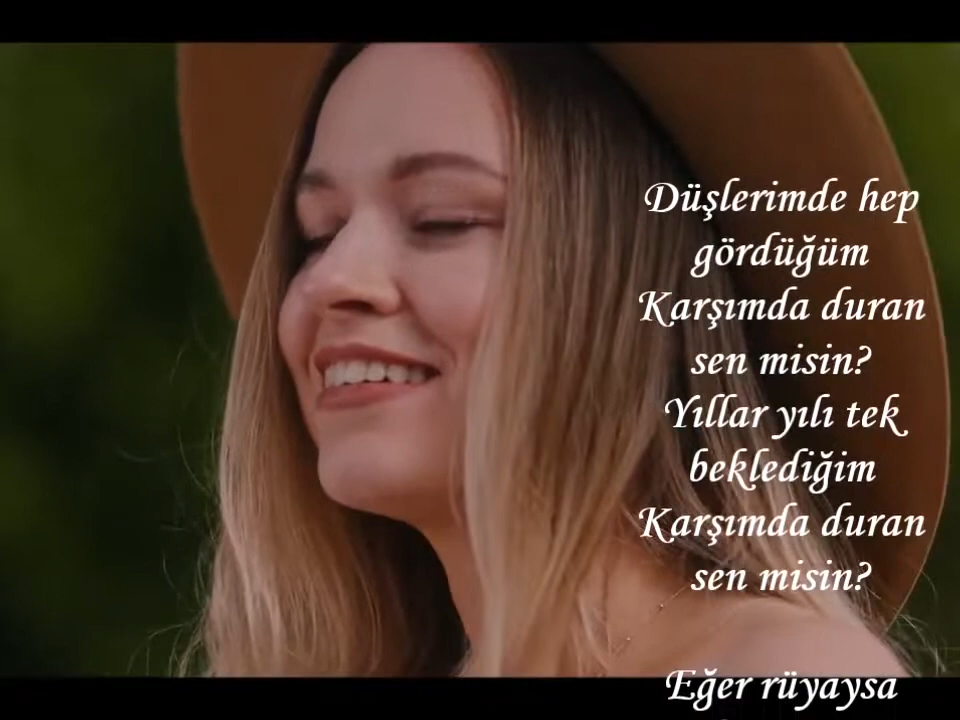 Düşlerimde hep
gördüğüm
Karşımda duran
sen misin?
Yıllar yılı tek
beklediğim
Karşımda duran
sen misin?
Eğer rüyaysa